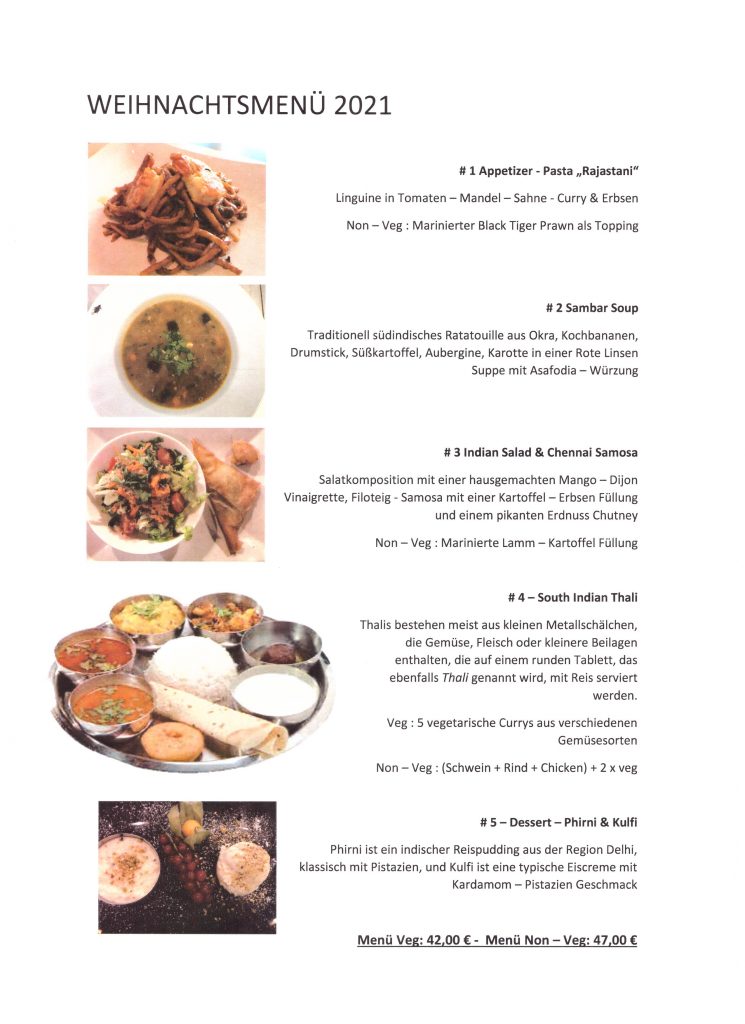 WEIHNACHTSMENÜ 2021
# 1 Appetizer - Pasta „Rajastani“
Linguine in Tomaten – Mandel – Sahne - Curry & Erbsen
Non – Veg : Marinierter Black Tiger Prawn als Topping
# 2 Sambar Soup
Traditionell südindisches Ratatouille aus Okra, Kochbananen,
Drumstick, Süßkartoffel, Aubergine, Karotte in einer Rote Linsen
Suppe mit Asafodia – Würzung
# 3 Indian Salad & Chennai Samosa
Salatkomposition mit einer hausgemachten Mango – Dijon
Vinaigrette, Filoteig - Samosa mit einer Kartoffel – Erbsen Füllung
und einem pikanten Erdnuss Chutney
Non – Veg : Marinierte Lamm – Kartoffel Füllung
# 4 – South Indian Thali
Thalis bestehen meist aus kleinen Metallschälchen,
die Gemüse, Fleisch oder kleinere Beilagen
enthalten, die auf einem runden Tablett, das
ebenfalls Thali genannt wird, mit Reis serviert
werden.
Veg : 5 vegetarische Currys aus verschiedenen
Gemüsesorten
Non – Veg : (Schwein + Rind + Chicken) + 2 x veg
# 5 – Dessert – Phirni & Kulfi
Phirni ist ein indischer Reispudding aus der Region Delhi,
klassisch mit Pistazien, und Kulfi ist eine typische Eiscreme mit
Kardamom – Pistazien Geschmack
Menü Veg: 42,00 € - Menü Non – Veg: 47,00 €